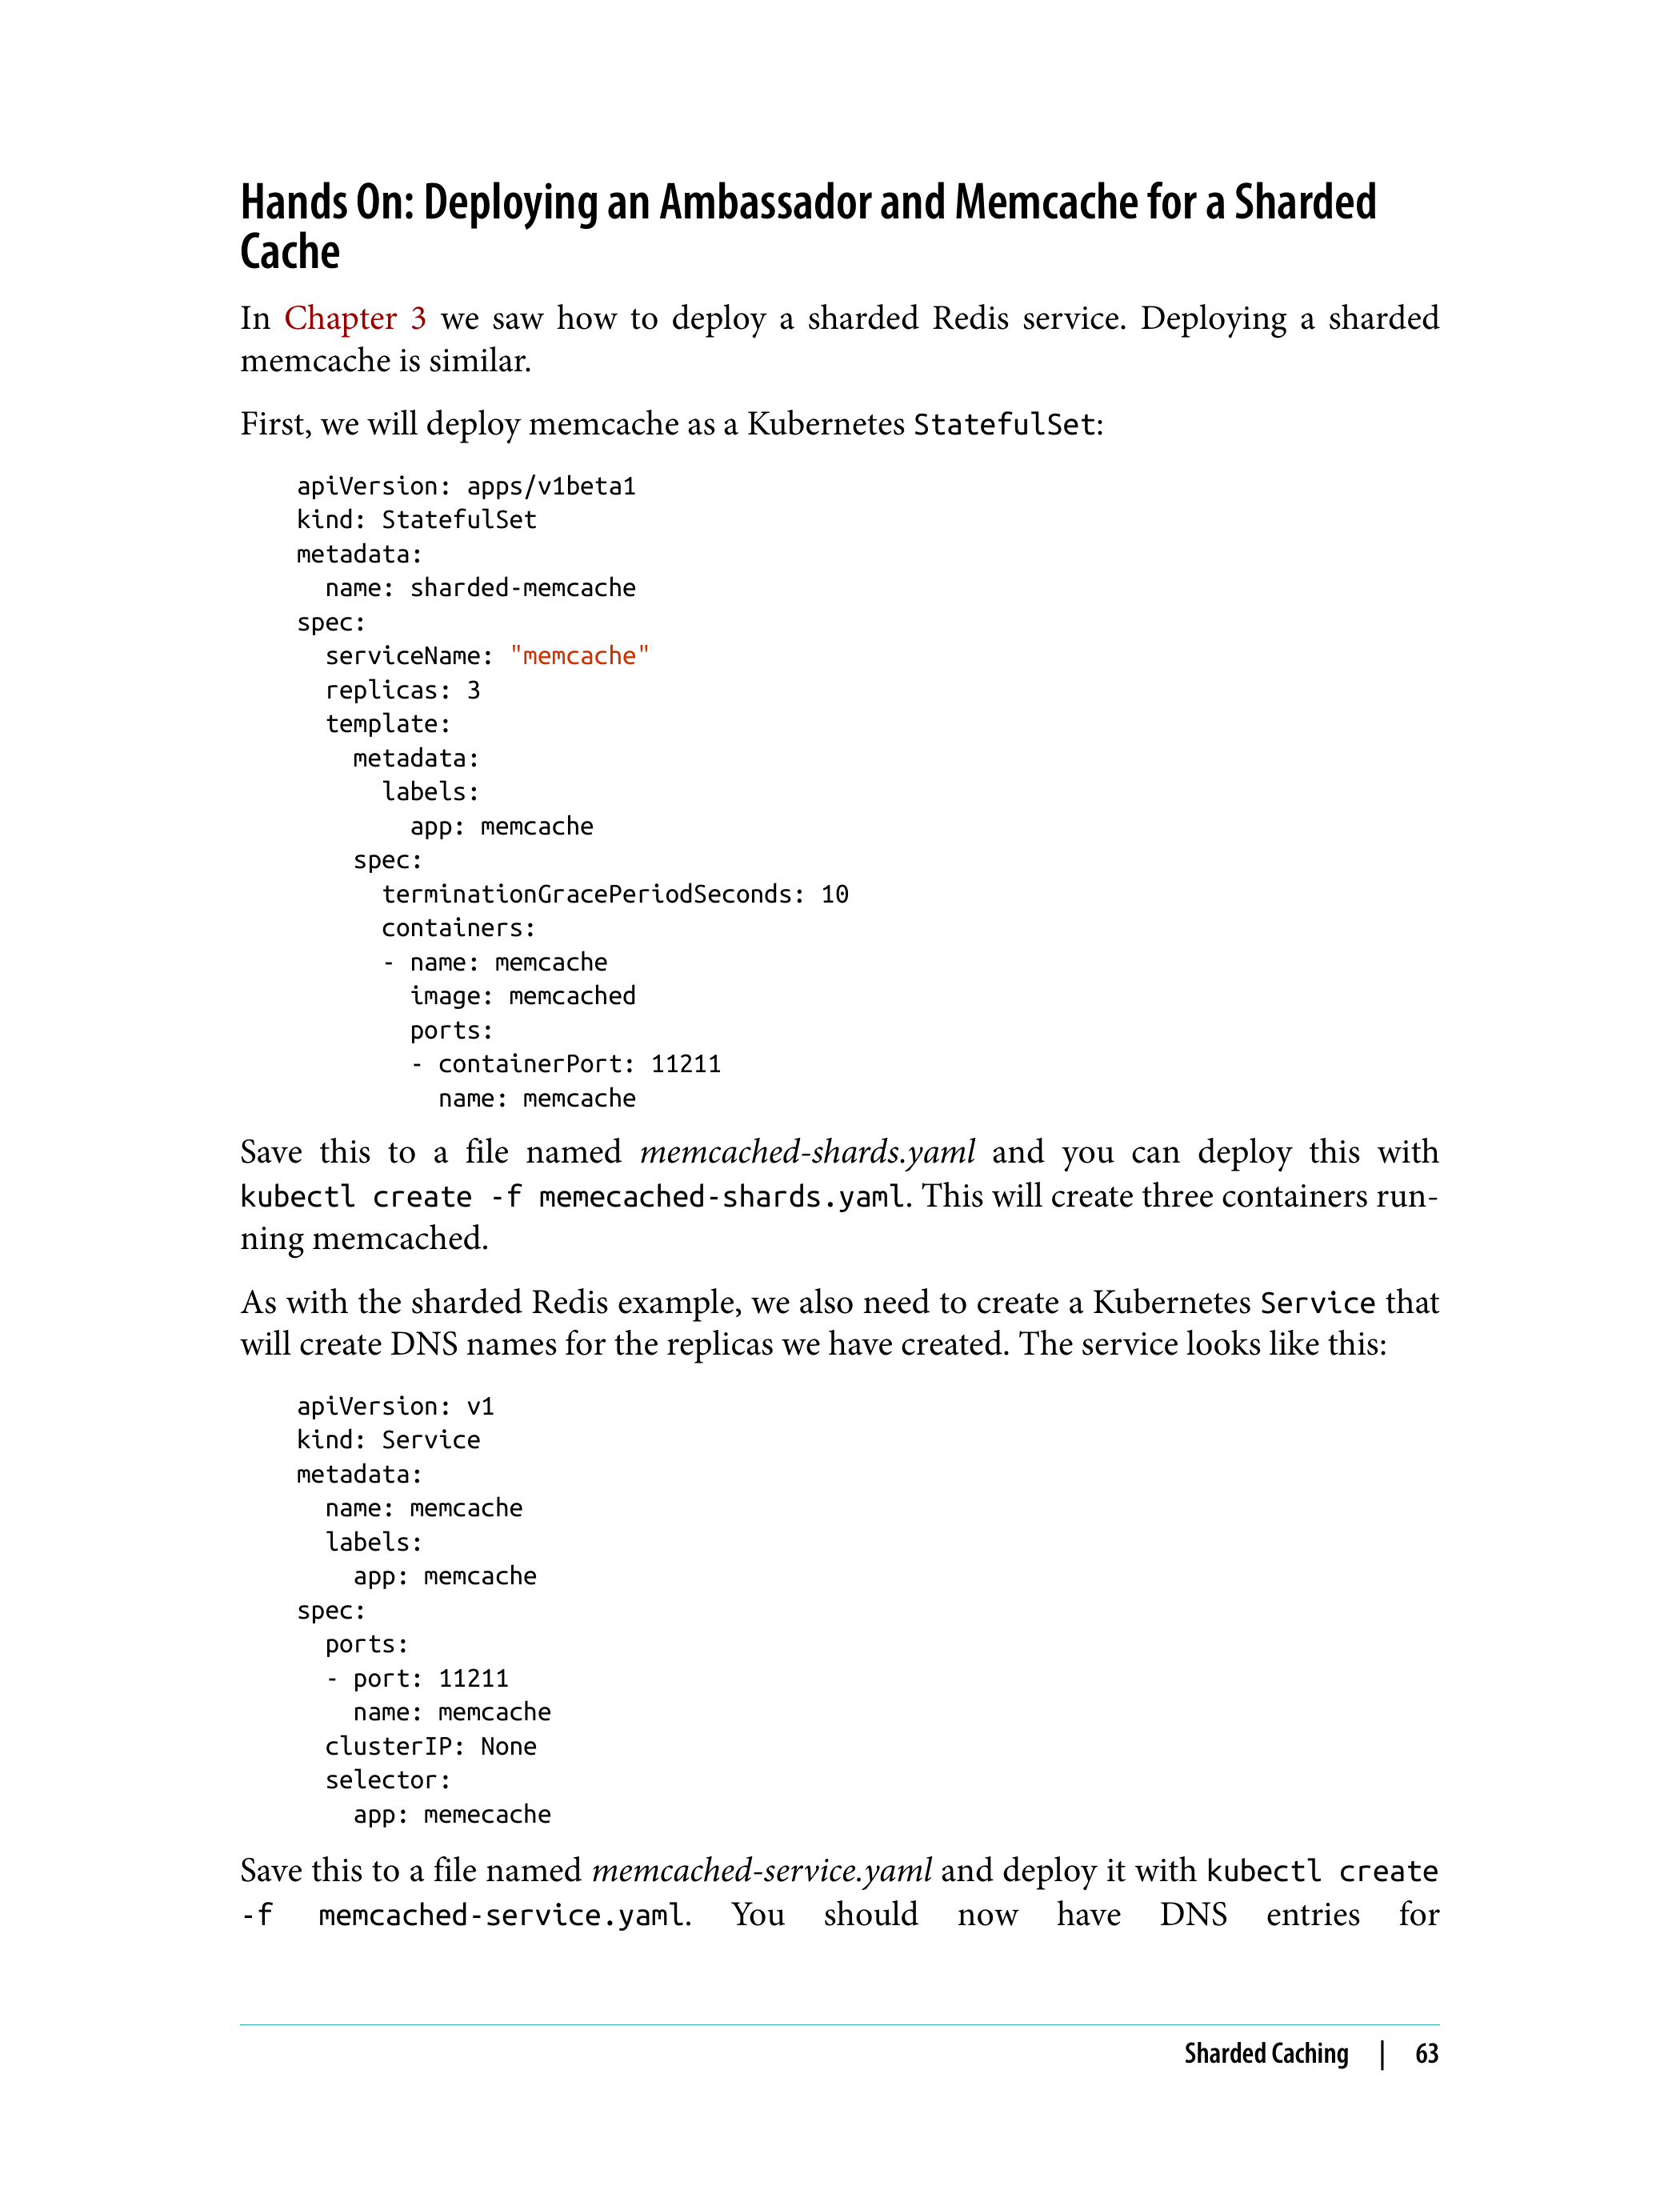 Hands On: Deploying an Ambassador and Memcache for a Sharded
Cache
In Chapter 3 we saw how to deploy a sharded Redis service. Deploying a sharded
memcache is similar.
First, we will deploy memcache as a Kubernetes StatefulSet:
apiVersion: apps/v1beta1
kind: StatefulSet
metadata:
  name: sharded-memcache
spec:
  serviceName: "memcache"
  replicas: 3
  template:
    metadata:
      labels:
        app: memcache
    spec:
      terminationGracePeriodSeconds: 10
      containers:
      - name: memcache
        image: memcached
        ports:
        - containerPort: 11211
          name: memcache
Save this to a file named memcached-shards.yaml and you can deploy this with
kubectl create -f memecached-shards.yaml. This will create three containers run-
ning memcached.
As with the sharded Redis example, we also need to create a Kubernetes Service that
will create DNS names for the replicas we have created. The service looks like this:
apiVersion: v1
kind: Service
metadata:
  name: memcache
  labels:
    app: memcache
spec:
  ports:
  - port: 11211
    name: memcache
  clusterIP: None
  selector:
    app: memecache
Save this to a file named memcached-service.yaml and deploy it with kubectl create
-f memcached-service.yaml. You should now have DNS entries for
Sharded Caching | 63